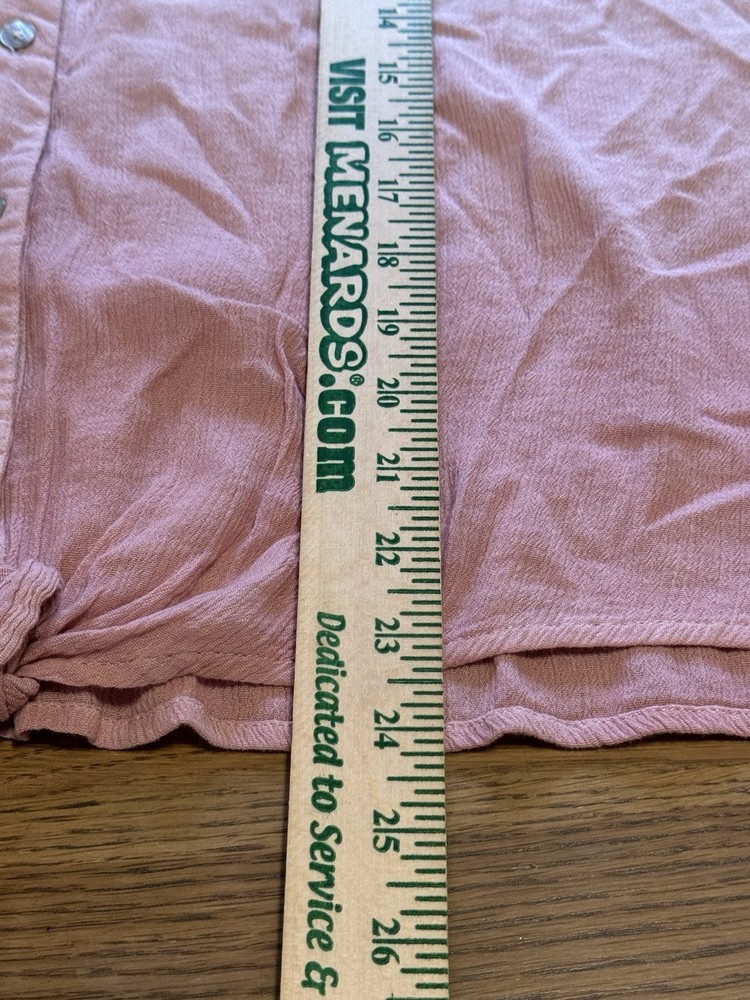 VISIT MENARDS®.com
Dedicated to Service &
14 15 16 17 18 19 20 21 22 23 24 25 26